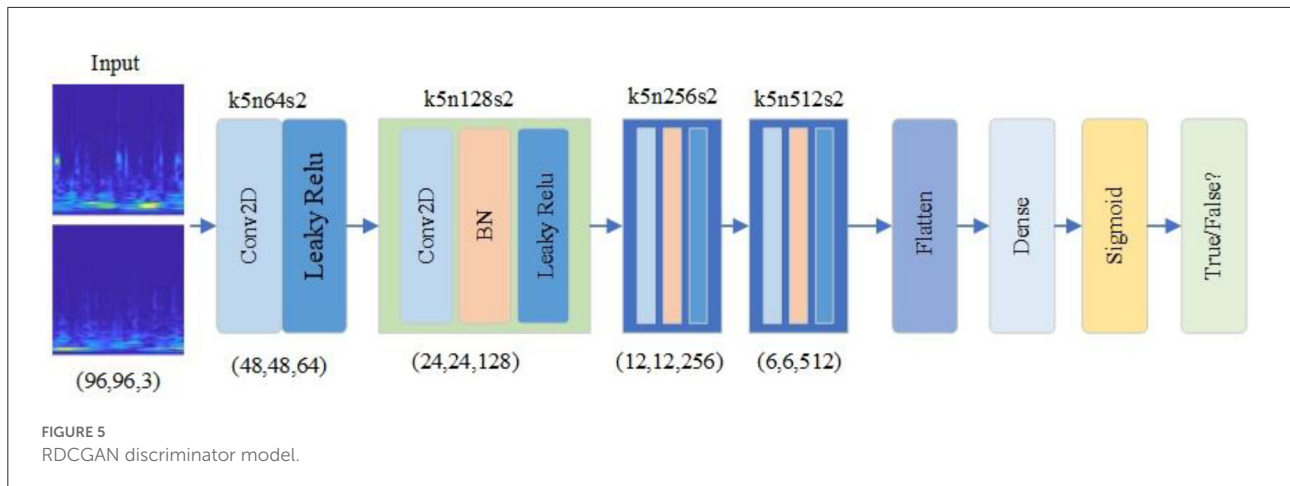 Input
(96,96,3)
k5n64s2
Conv2D
Leaky Relu
(48,48,64)
k5n128s2
Conv2D
BN
Leaky Relu
(24,24,128)
k5n256s2
(12,12,256)
k5n512s2
(6,6,512)
Flatten
Dense
Sigmoid
True/False?
FIGURE 5
RDCGAN discriminator model.